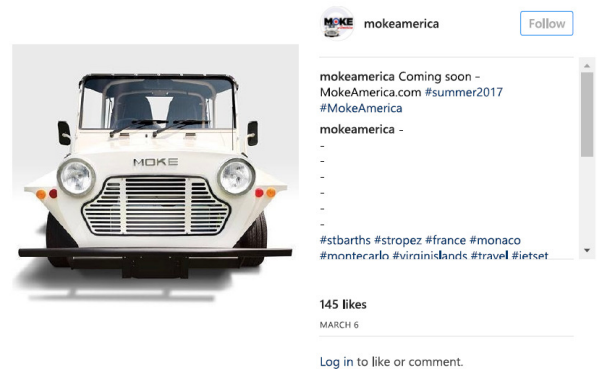 MOKE
MOKE
mokeamerica
Follow
mokeamerica Coming soon -
MokeAmerica.com #summer2017
#MokeAmerica
mokeamerica -
-
-
-
-
-
-
#stbarths #stropez #france #monaco
#montecarlo #virginislands #travel #jetset
145 likes
MARCH 6
Log in to like or comment.